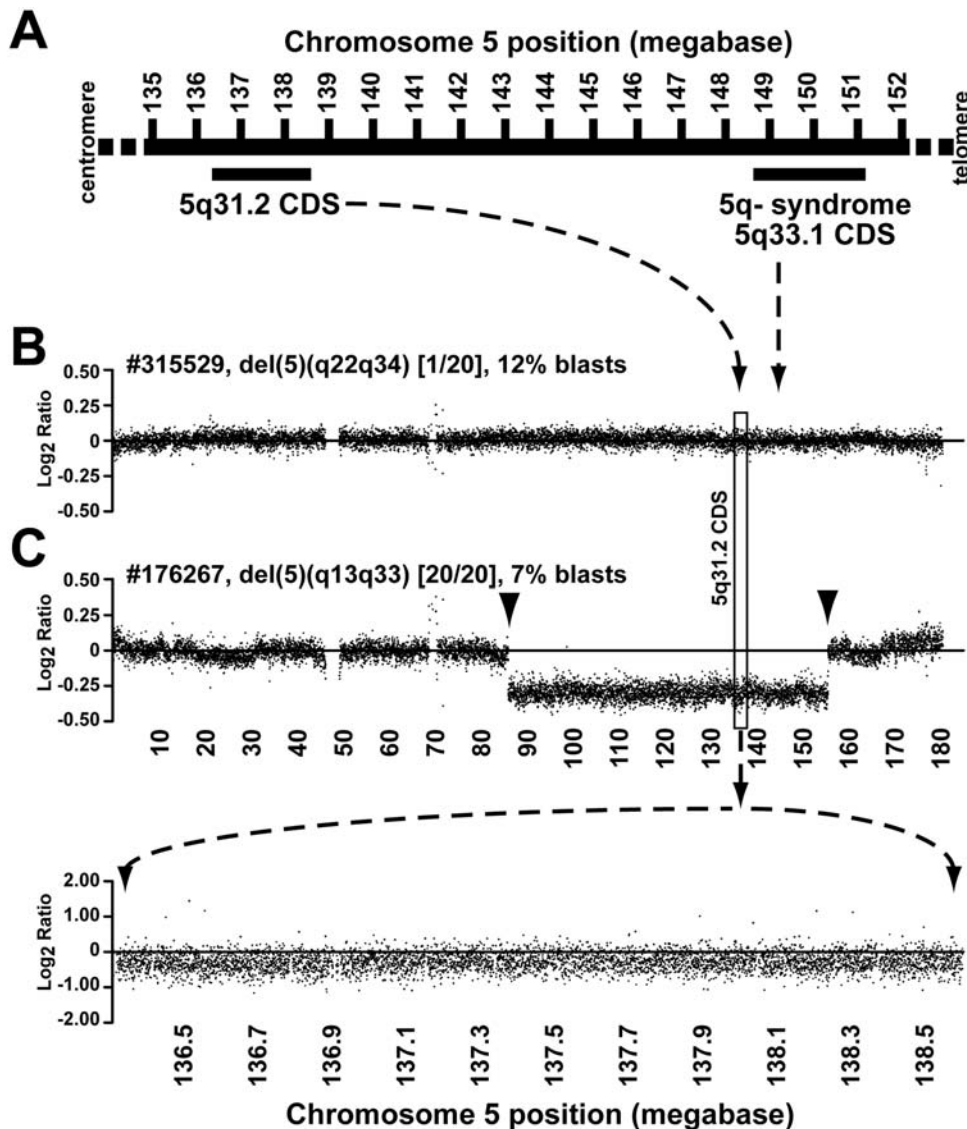 A
Chromosome 5 position (megabase)
135 136 137 138 139 140 141 142 143 144 145 146 147 148 149 150 151 152
centromere
telomere
5q31.2 CDS
5q- syndrome
5q33.1 CDS
B
#315529, del(5)(q22q34) [1/20], 12% blasts
0.50
0.25
0
-0.25
-0.50
Log2 Ratio
5q31.2 CDS
C
#176267, del(5)(q13q33) [20/20], 7% blasts
0.50
0.25
0
-0.25
-0.50
Log2 Ratio
10 20 30 40 50 60 70 80 90 100 110 120 130 140 150 160 170 180
2.00
1.00
0
-1.00
-2.00
Log2 Ratio
136.5 136.7 136.9 137.1 137.3 137.5 137.7 137.9 138.1 138.3 138.5
Chromosome 5 position (megabase)